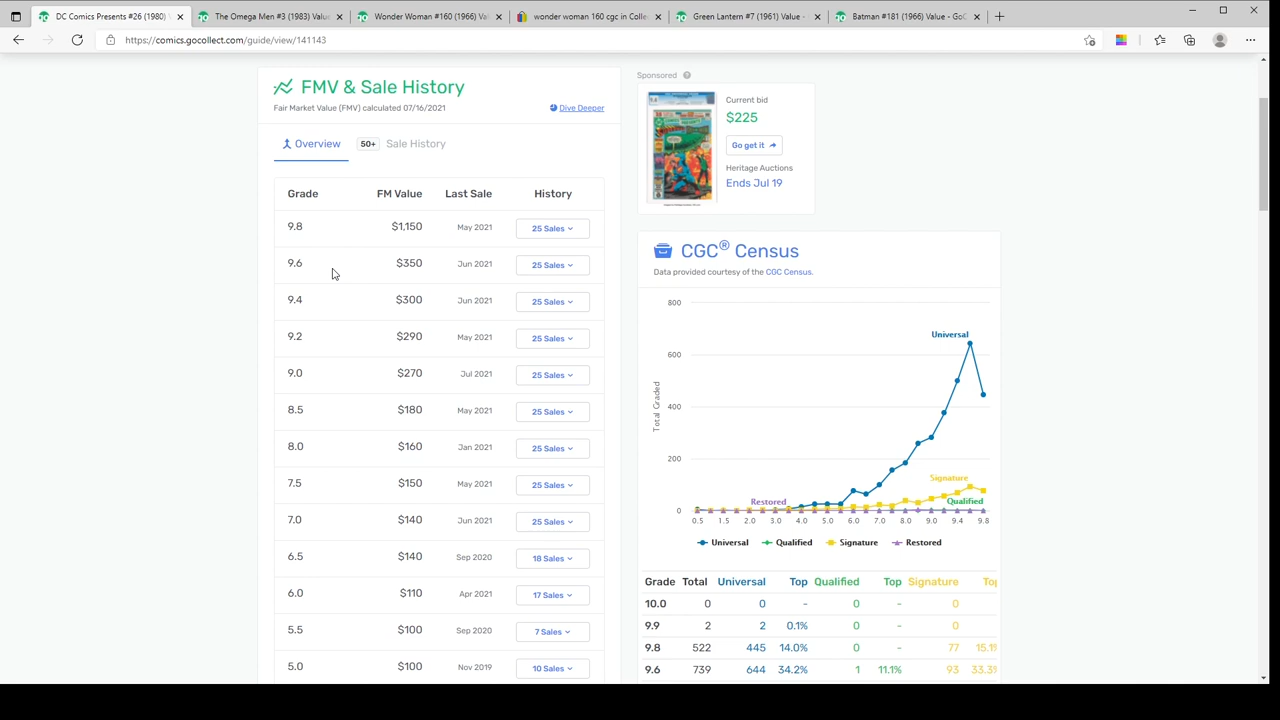 DC Comics Presents #26 (1980) V
The Omega Men #3 (1983) Value
Wonder Woman #160 (1966) Value
wonder woman 160 cgc in Collec
Green Lantern #7 (1961) Value -
Batman #181 (1966) Value - GoC
https://comics.gocollect.com/guide/view/141143
FMV & Sale History
Fair Market Value (FMV) calculated 07/16/2021
Dive Deeper
Overview
50+
Sale History
Grade FM Value Last Sale History
9.8 $1,150 May 2021 25 Sales
9.6 $350 Jun 2021 25 Sales
9.4 $300 Jun 2021 25 Sales
9.2 $290 May 2021 25 Sales
9.0 $270 Jul 2021 25 Sales
8.5 $180 May 2021 25 Sales
8.0 $160 Jan 2021 25 Sales
7.5 $150 May 2021 25 Sales
7.0 $140 Jun 2021 25 Sales
6.5 $140 Sep 2020 18 Sales
6.0 $110 Apr 2021 17 Sales
5.5 $100 Sep 2020 7 Sales
5.0 $100 Nov 2019 10 Sales
Sponsored ?
Current bid
$225
Go get it
Heritage Auctions
Ends Jul 19
CGC® Census
Data provided courtesy of the CGC Census.
800
600
400
200
0
Total Graded
Universal
Signature
Restored
Qualified
0.5 1.5 2.0 3.0 4.0 5.0 6.0 7.0 8.0 9.0 9.4 9.8
Universal Qualified Signature Restored
Grade Total Universal Top Qualified Top Signature Top
10.0 0 0 - 0 - 0
9.9 2 2 0.1% 0 - 0
9.8 522 445 14.0% 0 - 77 15.1%
9.6 739 644 34.2% 1 11.1% 93 33.3%